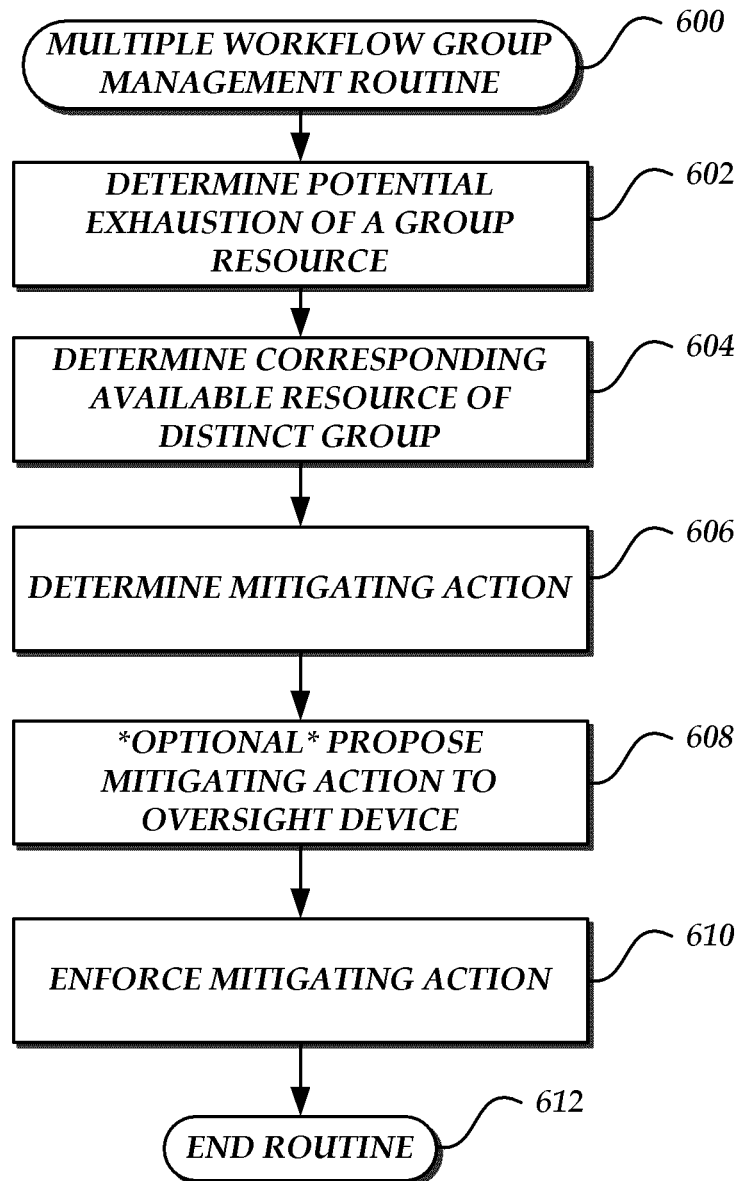 MULTIPLE WORKFLOW GROUP
MANAGEMENT ROUTINE
600
DETERMINE POTENTIAL
EXHAUSTION OF A GROUP
RESOURCE
602
DETERMINE CORRESPONDING
AVAILABLE RESOURCE OF
DISTINCT GROUP
604
DETERMINE MITIGATING ACTION
606
*OPTIONAL* PROPOSE
MITIGATING ACTION TO
OVERSIGHT DEVICE
608
ENFORCE MITIGATING ACTION
610
END ROUTINE
612